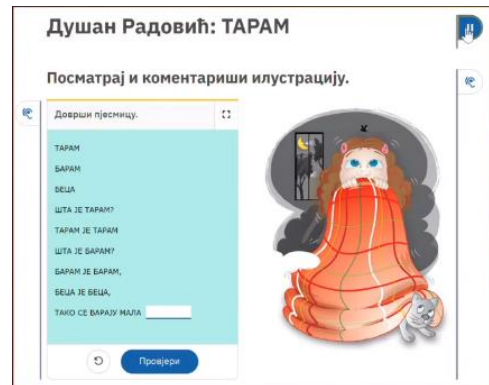 Душан Радовић: ТАРАМ
Посматрај и коментариши илустрацију.
Доврши пјесмицу.
ТАРАМ
БАРАМ
БЕЦА
ШТА ЈЕ ТАРАМ?
ТАРАМ ЈЕ ТАРАМ
ШТА ЈЕ БАРАМ?
БАРАМ ЈЕ БАРАМ,
БЕЦА ЈЕ БЕЦА,
ТАКО СЕ ВАРАЈУ МАЛА
Провјери